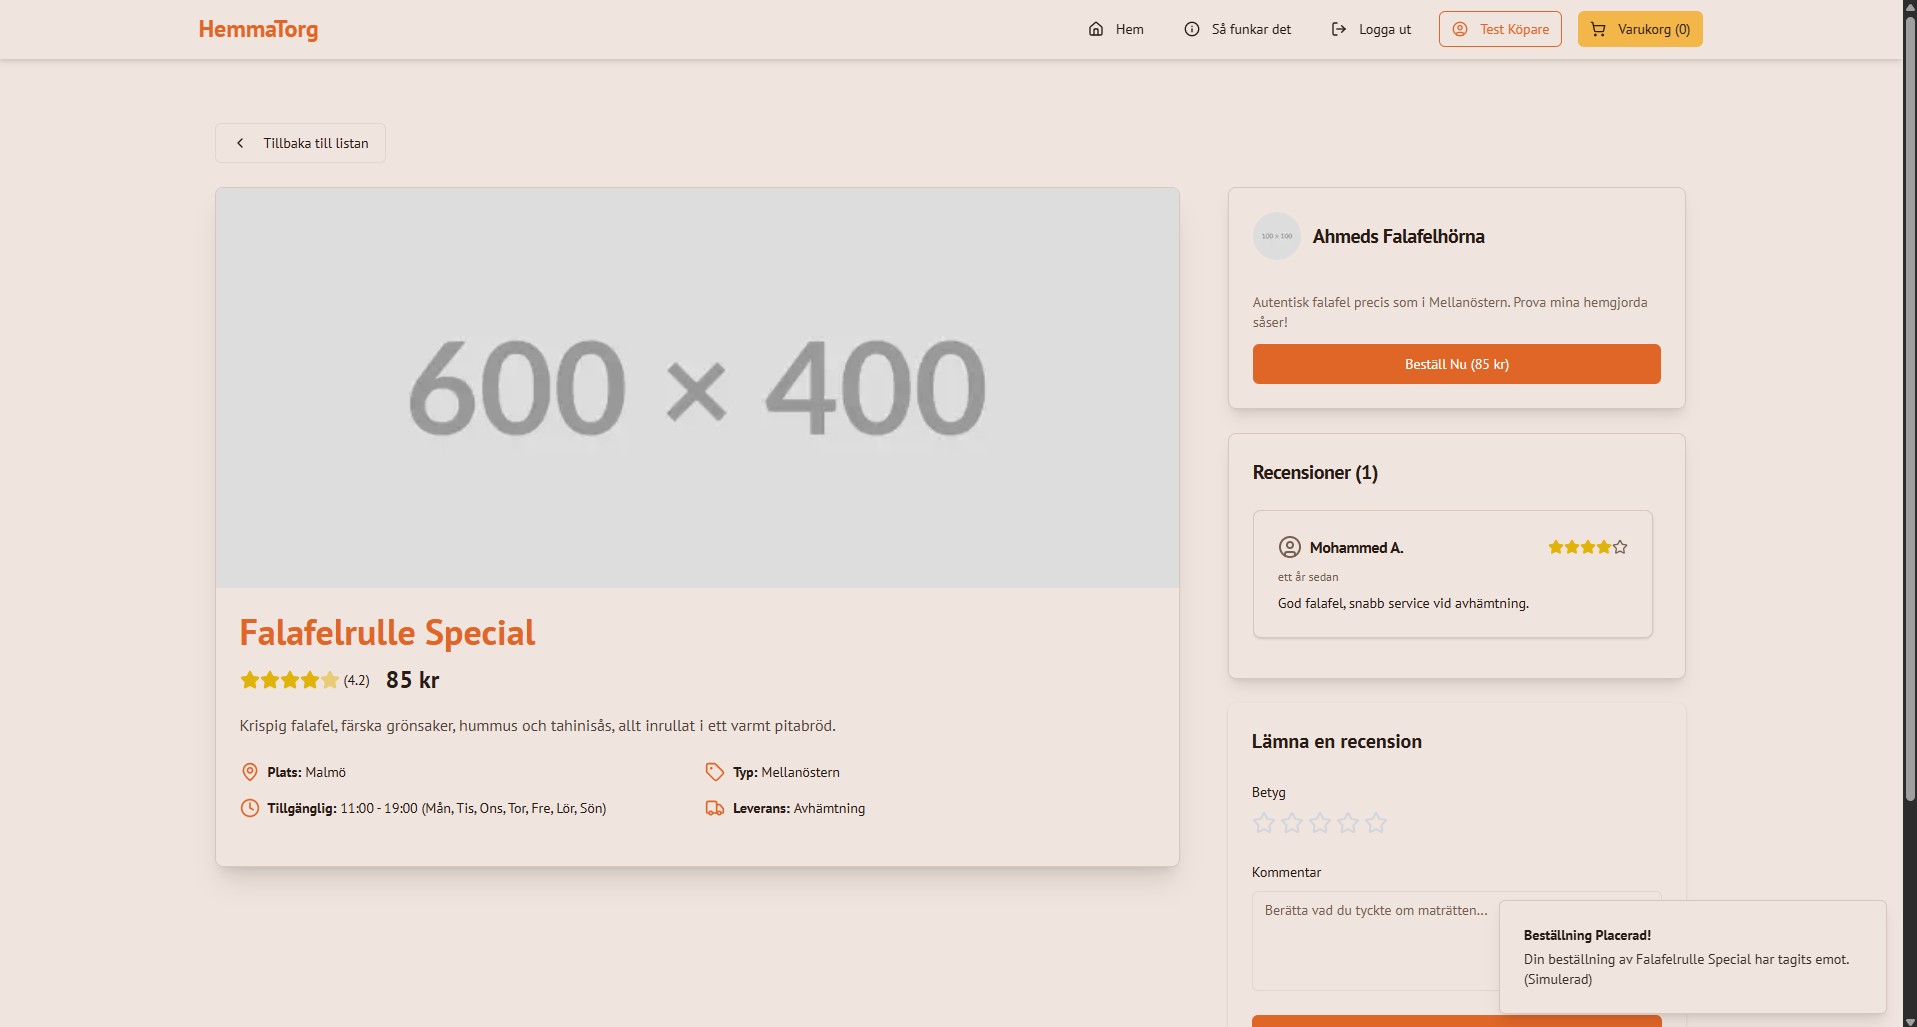 HemmaTorg
Hem
Så funkar det
Logga ut
Test Köpare
Varukorg (0)
Tillbaka till listan
600 × 400
Falafelrulle Special
(4.2) 85 kr
Krispig falafel, färska grönsaker, hummus och tahinisås, allt inrullat i ett varmt pitabröd.
Plats: Malmö
Typ: Mellanöstern
Tillgänglig: 11:00 - 19:00 (Mån, Tis, Ons, Tor, Fre, Lör, Sön)
Leverans: Avhämtning
100 × 100
Ahmeds Falafelhörna
Autentisk falafel precis som i Mellanöstern. Prova mina hemgjorda
såser!
Beställ Nu (85 kr)
Recensioner (1)
Mohammed A.
ett år sedan
God falafel, snabb service vid avhämtning.
Lämna en recension
Betyg
Kommentar
Berätta vad du tyckte om maträtten...
Beställning Placerad!
Din beställning av Falafelrulle Special har tagits emot.
(Simulerad)